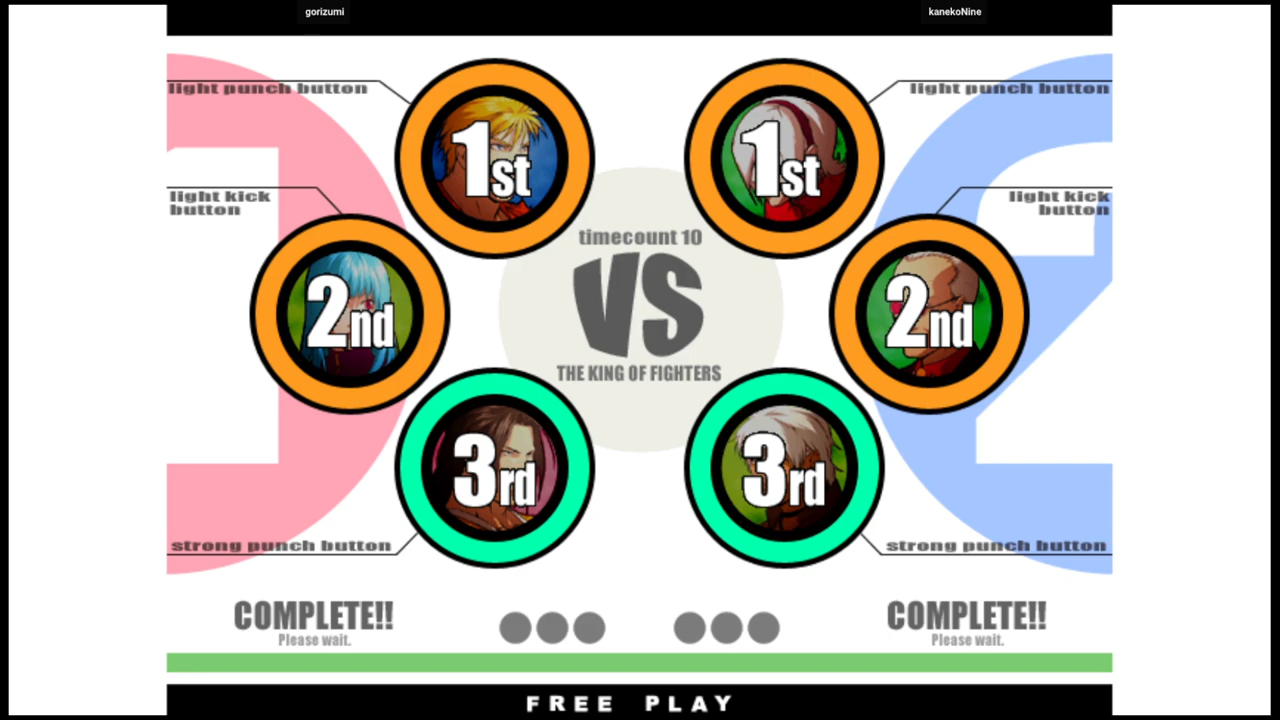 gorizumi
kanekoNine
light punch button
light punch button
1st
1st
light kick
button
light kick
button
timecount 10
VS
THE KING OF FIGHTERS
2nd
2nd
3rd
3rd
strong punch button
strong punch button
COMPLETE!!
Please wait.
COMPLETE!!
Please wait.
FREE PLAY